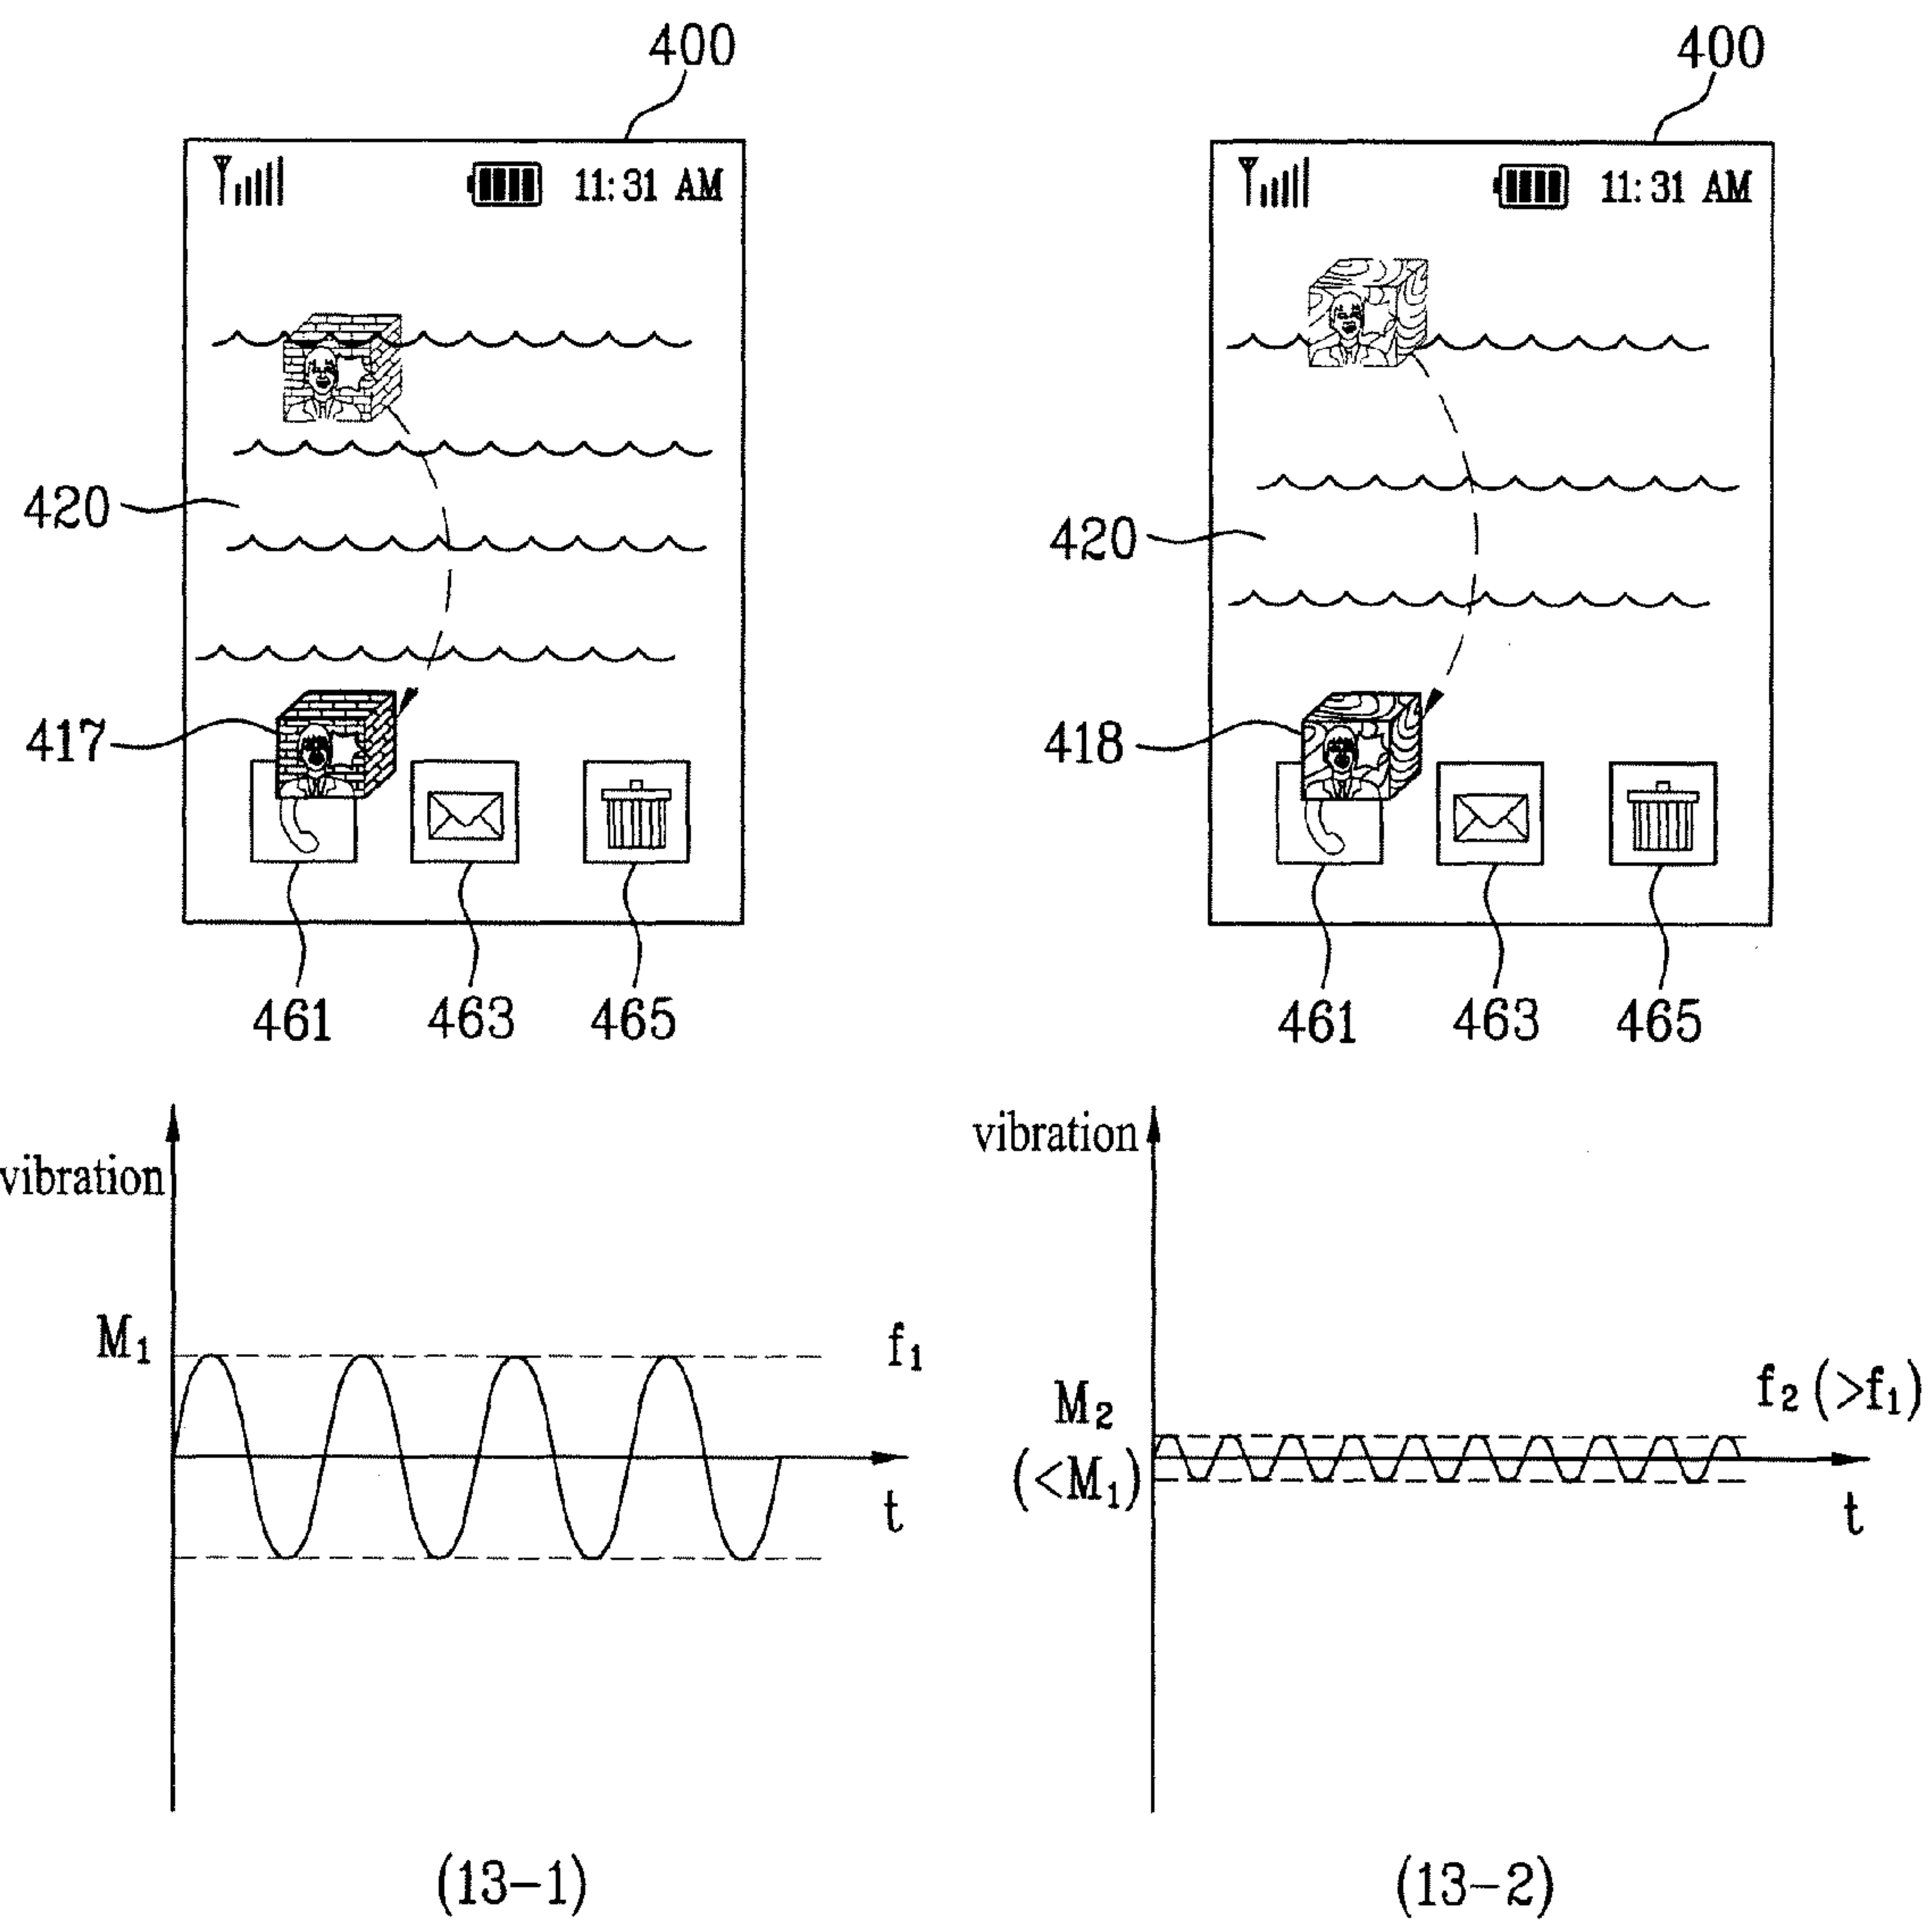 400
11:31 AM
420
417
461 463 465
400
11:31 AM
420
418
461 463 465
vibration
M₁
f₁
t
(13-1)
vibration
M₂
(<M₁)
f₂ (>f₁)
t
(13-2)